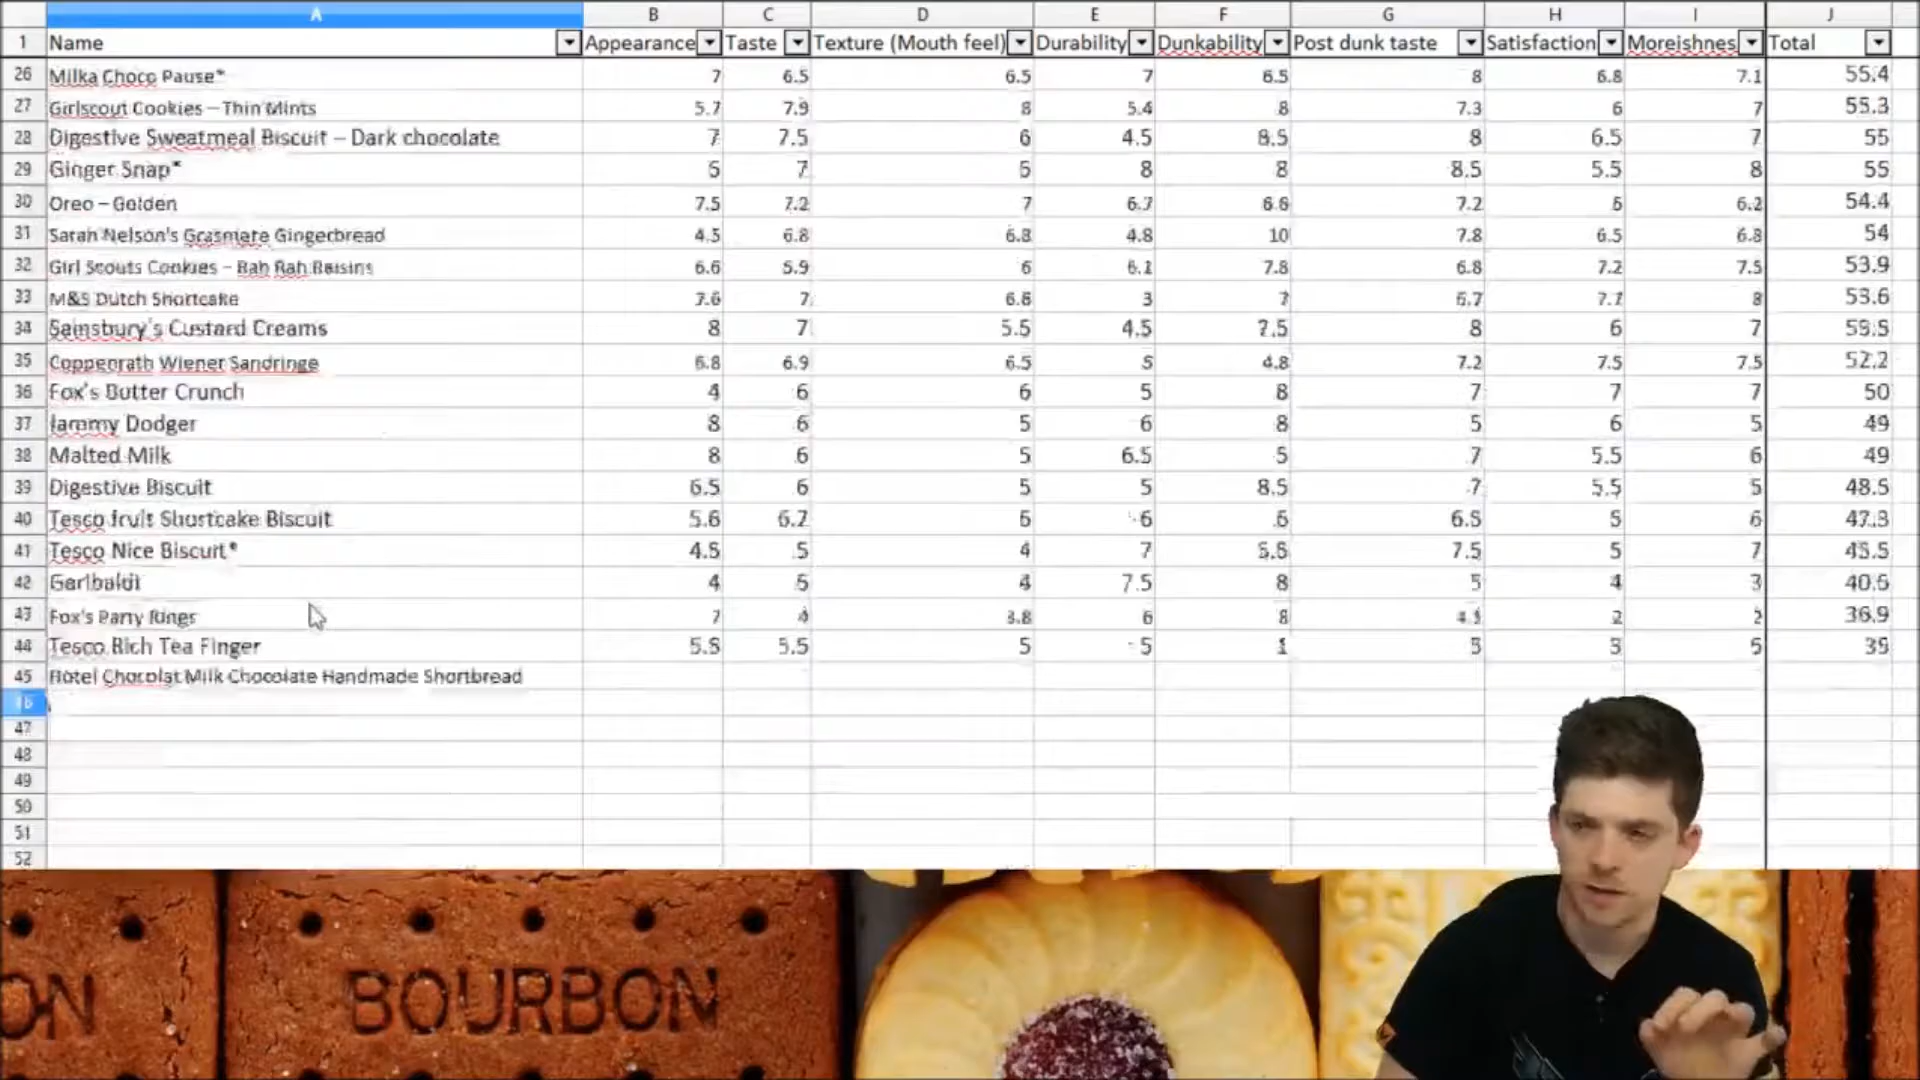 A B C D E F G H I J
1 Name Appearance Taste Texture (Mouth feel) Durability Dunkability Post dunk taste Satisfaction Moreishnes Total
26 Milka Choco Pause* 7 6.5 6.5 7 6.5 8 6.8 7.1 55.4
27 Girlscout Cookies – Thin Mints 5.7 7.9 8 5.4 8 7.3 6 7 55.3
28 Digestive Sweatmeal Biscuit – Dark chocolate 7 7.5 6 4.5 8.5 8 6.5 7 55
29 Ginger Snap* 5 7 5 8 8 8.5 5.5 8 55
30 Oreo – Golden 7.5 7.2 7 6.7 6.6 7.2 6 6.2 54.4
31 Sarah Nelson's Grasmere Gingerbread 4.5 6.8 6.8 4.8 10 7.8 6.5 6.8 54
32 Girl Scouts Cookies – Rah Rah Raisins 6.6 5.9 6 6.1 7.8 6.8 7.2 7.5 53.9
33 M&S Dutch Shortcake 7.6 7 6.6 3 7 6.7 7.7 8 53.6
34 Sainsbury's Custard Creams 8 7 5.5 4.5 7.5 8 6 7 53.5
35 Coppenrath Wiener Sandringe 6.8 6.9 6.5 5 4.8 7.2 7.5 7.5 52.2
36 Fox's Butter Crunch 4 6 6 5 8 7 7 7 50
37 Jammy Dodger 8 6 5 6 8 5 6 5 49
38 Malted Milk 8 6 5 6.5 5 7 5.5 6 49
39 Digestive Biscuit 6.5 6 5 5 8.5 7 5.5 5 48.5
40 Tesco fruit Shortcake Biscuit 5.6 6.2 6 6 6 6.5 5 6 47.3
41 Tesco Nice Biscuit* 4.5 5 4 7 5.5 7.5 5 7 45.5
42 Garibaldi 4 5 4 7.5 8 5 4 3 40.5
43 Fox's Party Rings 7 4 3.8 6 8 4.1 2 2 36.9
44 Tesco Rich Tea Finger 5.5 5.5 5 5 1 5 3 5 35
45 Hotel Chocolat Milk Chocolate Handmade Shortbread
46
47
48
49
50
51
52
ON BOURBON